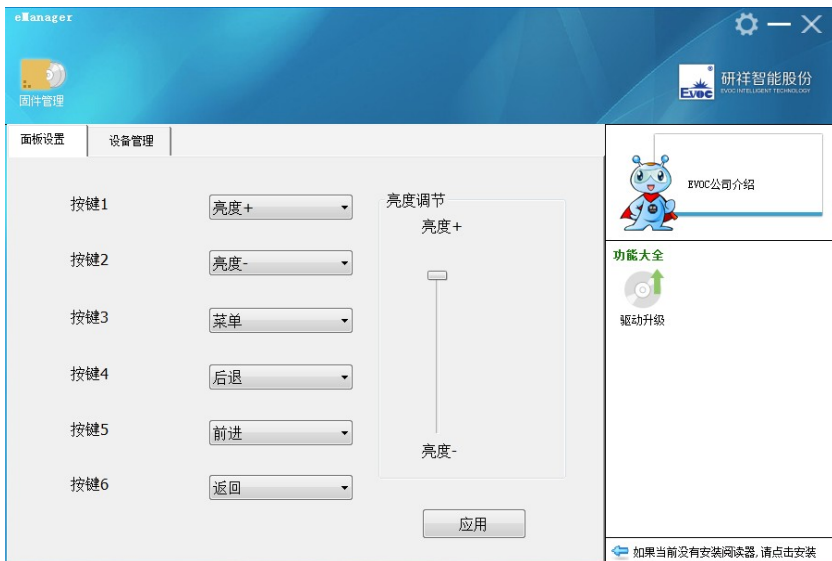 eManager
固件管理
EVOC
研祥智能股份
EVOC INTELLIGENT TECHNOLOGY
面板设置
设备管理
按键1
亮度+
按键2
亮度-
按键3
菜单
按键4
后退
按键5
前进
按键6
返回
亮度调节
亮度+
亮度-
应用
EVOC公司介绍
功能大全
驱动升级
如果当前没有安装阅读器,请点击安装